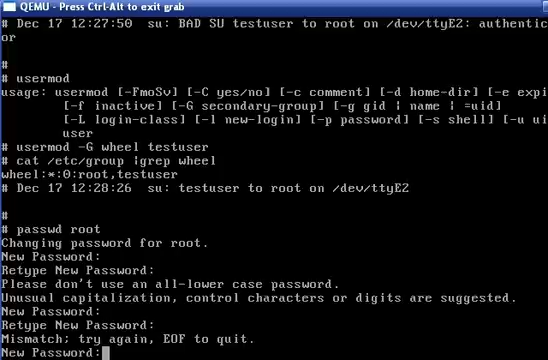 QEMU - Press Ctrl-Alt to exit grab
# Dec 17 12:27:50  su: BAD SU testuser to root on /dev/ttyE2: authentic
or
#
# usermod
usage: usermod [-FmoSv] [-C yes/no] [-c comment] [-d home-dir] [-e expi
[-f inactive] [-G secondary-group] [-g gid ¦ name ¦ =uid]
[-L login-class] [-l new-login] [-p password] [-s shell] [-u ui
user
# usermod -G wheel testuser
# cat /etc/group ¦grep wheel
wheel:*:0:root,testuser
# Dec 17 12:28:26  su: testuser to root on /dev/ttyE2
#
# passwd root
Changing password for root.
New Password:
Retype New Password:
Please don't use an all-lower case password.
Unusual capitalization, control characters or digits are suggested.
New Password:
Retype New Password:
Mismatch; try again, EOF to quit.
New Password: